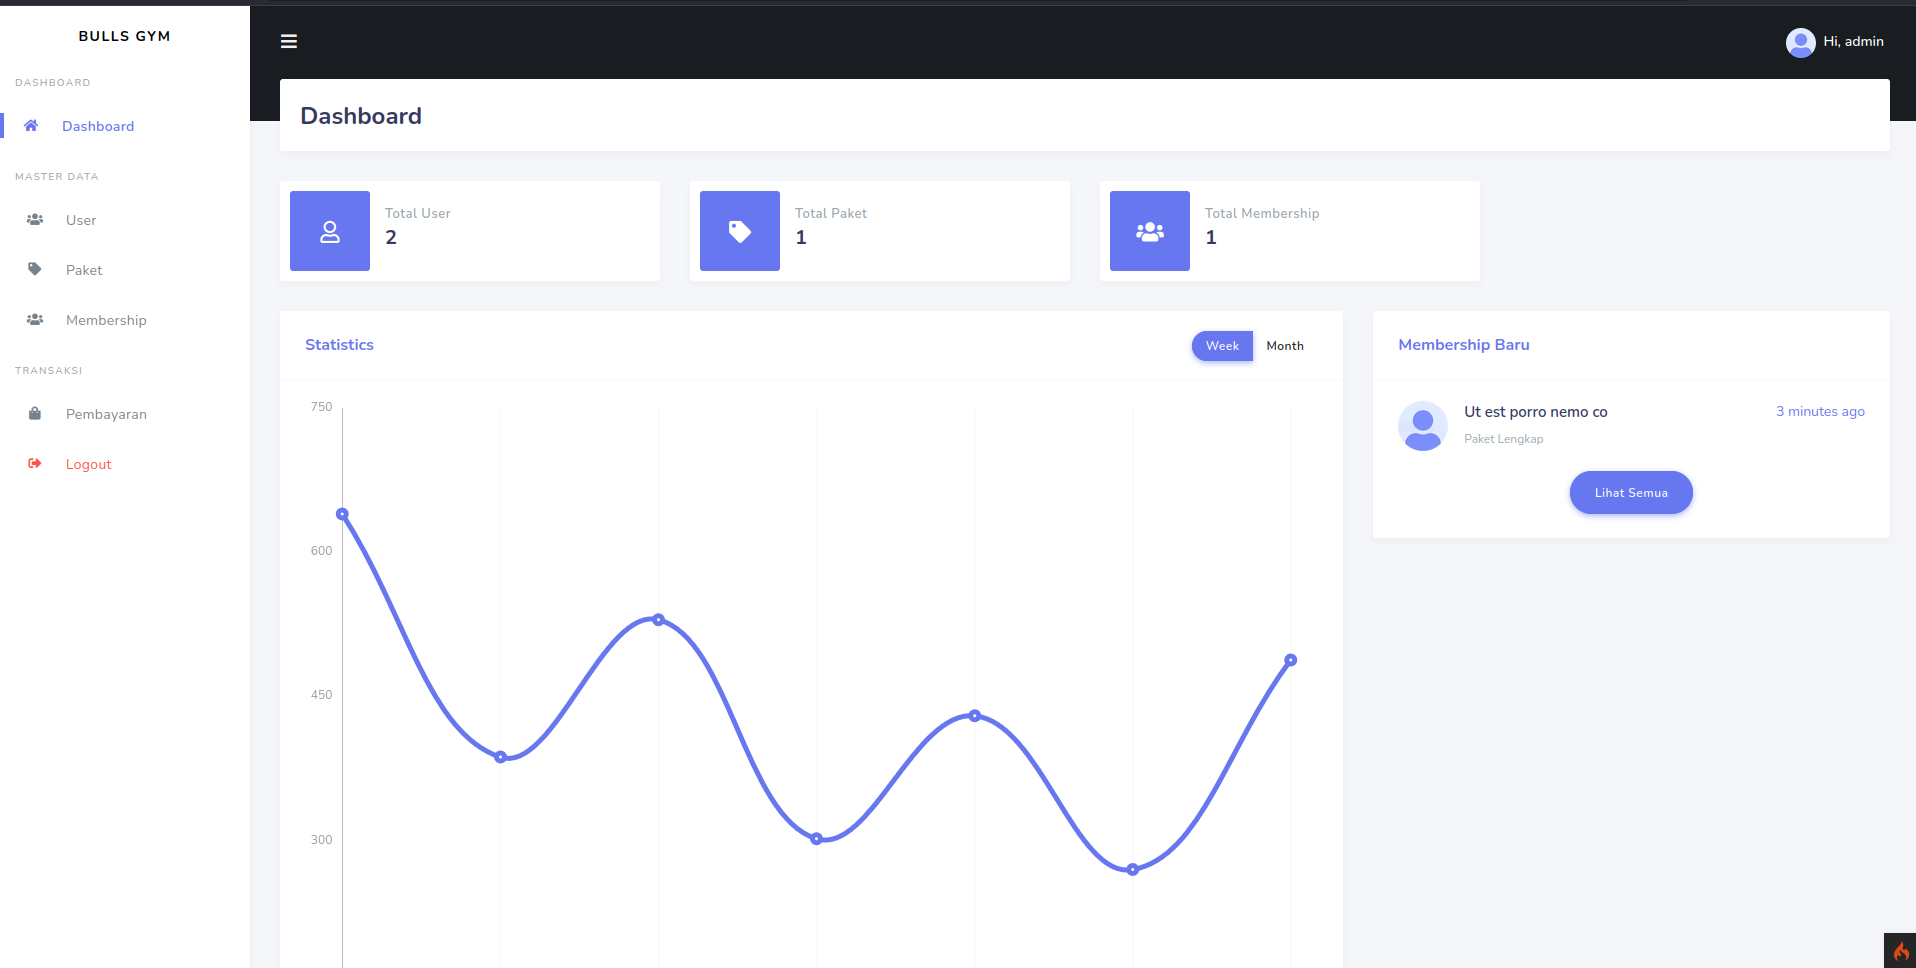 BULLS GYM
Hi, admin
DASHBOARD
Dashboard
MASTER DATA
User
Paket
Membership
TRANSAKSI
Pembayaran
Logout
Dashboard
Total User
2
Total Paket
1
Total Membership
1
Statistics
Week
Month
750
600
450
300
Membership Baru
Ut est porro nemo co
3 minutes ago
Paket Lengkap
Lihat Semua